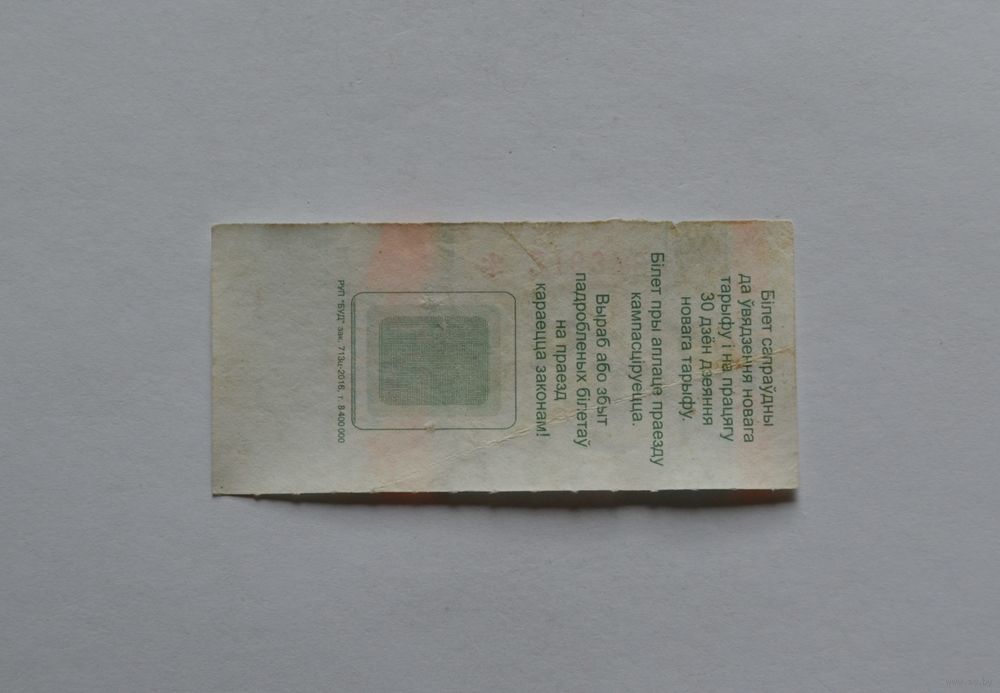 Білет сапраўдны
да ўвядзення новага
тарыфу і на працягу
30 дзён дзеяння
новага тарыфу.
Білет пры аплаце праезду
кампасціруецца.
Выраб або збыт
падробленых білетаў
на праезд
караецца законам!
РУП "БУД" зак. 713ц-2016. т. 8 400 000